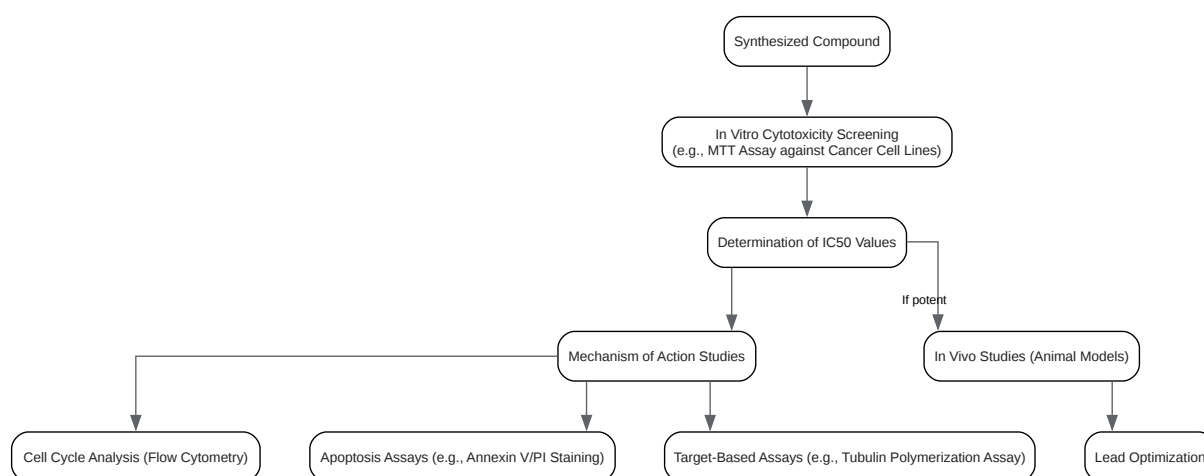 Synthesized Compound
In Vitro Cytotoxicity Screening
(e.g., MTT Assay against Cancer Cell Lines)
Determination of IC50 Values
If potent
Mechanism of Action Studies
In Vivo Studies (Animal Models)
Cell Cycle Analysis (Flow Cytometry)
Apoptosis Assays (e.g., Annexin V/PI Staining)
Target-Based Assays (e.g., Tubulin Polymerization Assay)
Lead Optimization